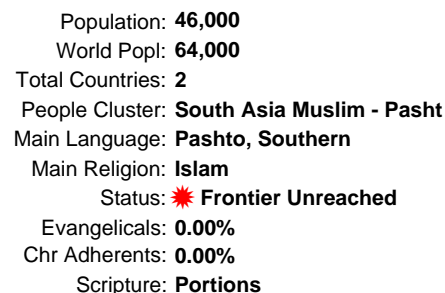 Population: 46,000
World Popl: 64,000
Total Countries: 2
People Cluster: South Asia Muslim - Pasht
Main Language: Pashto, Southern
Main Religion: Islam
Status: Frontier Unreached
Evangelicals: 0.00%
Chr Adherents: 0.00%
Scripture: Portions